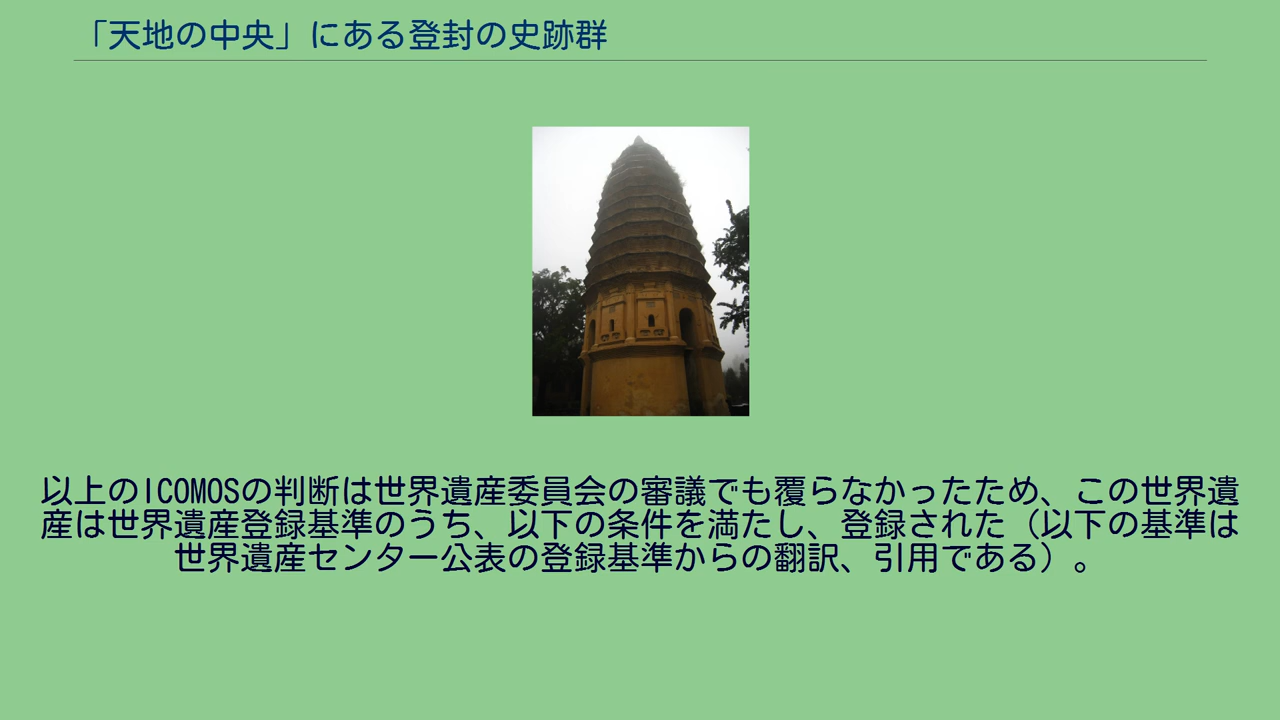 「天地の中央」にある登封の史跡群
以上のICOMOSの判断は世界遺産委員会の審議でも覆らなかったため、この世界遺
産は世界遺産登録基準のうち、以下の条件を満たし、登録された（以下の基準は
世界遺産センター公表の登録基準からの翻訳、引用である）。